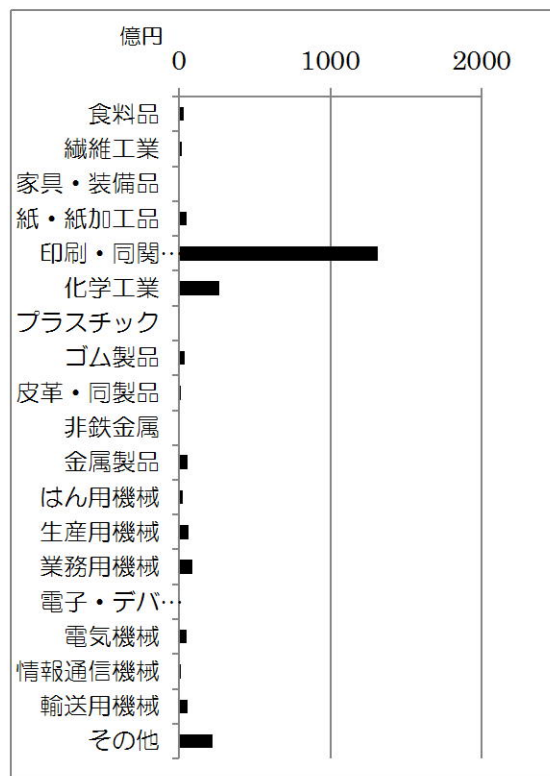 億円
0 1000 2000
食料品
繊維工業
家具・装備品
紙・紙加工品
印刷・同関…
化学工業
プラスチック
ゴム製品
皮革・同製品
非鉄金属
金属製品
はん用機械
生産用機械
業務用機械
電子・デバ…
電気機械
情報通信機械
輸送用機械
その他